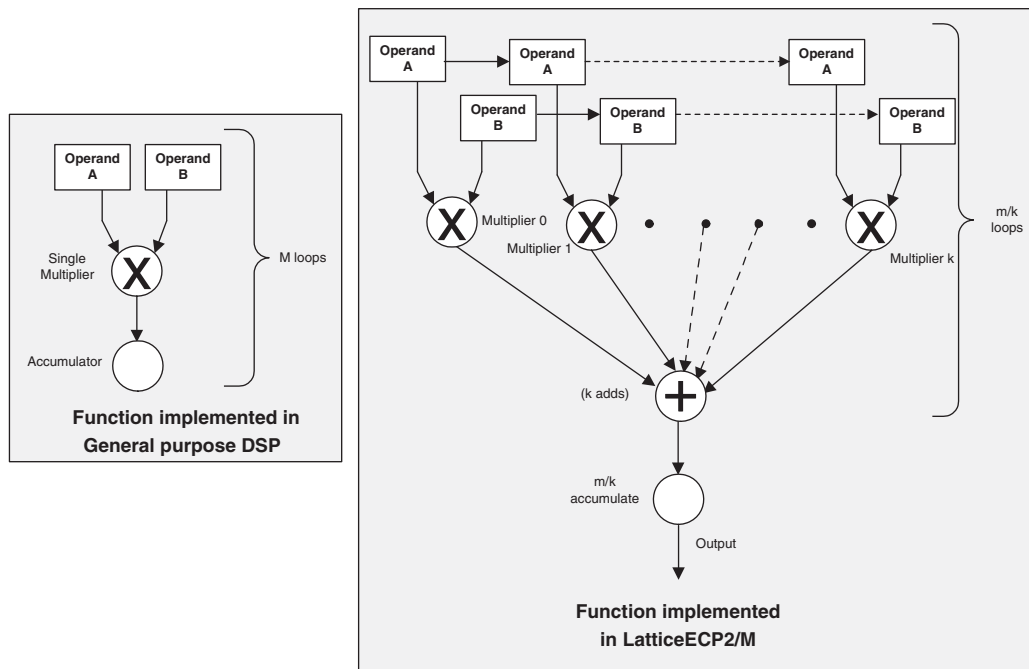 Operand
A
Operand
B
Single
Multiplier
X
M loops
Accumulator
Function implemented in
General purpose DSP
Operand
A
Operand
A
Operand
A
Operand
B
Operand
B
Operand
B
X
Multiplier 0
X
Multiplier 1
X
Multiplier k
m/k
loops
(k adds)
+
m/k
accumulate
Output
Function implemented
in LatticeECP2/M